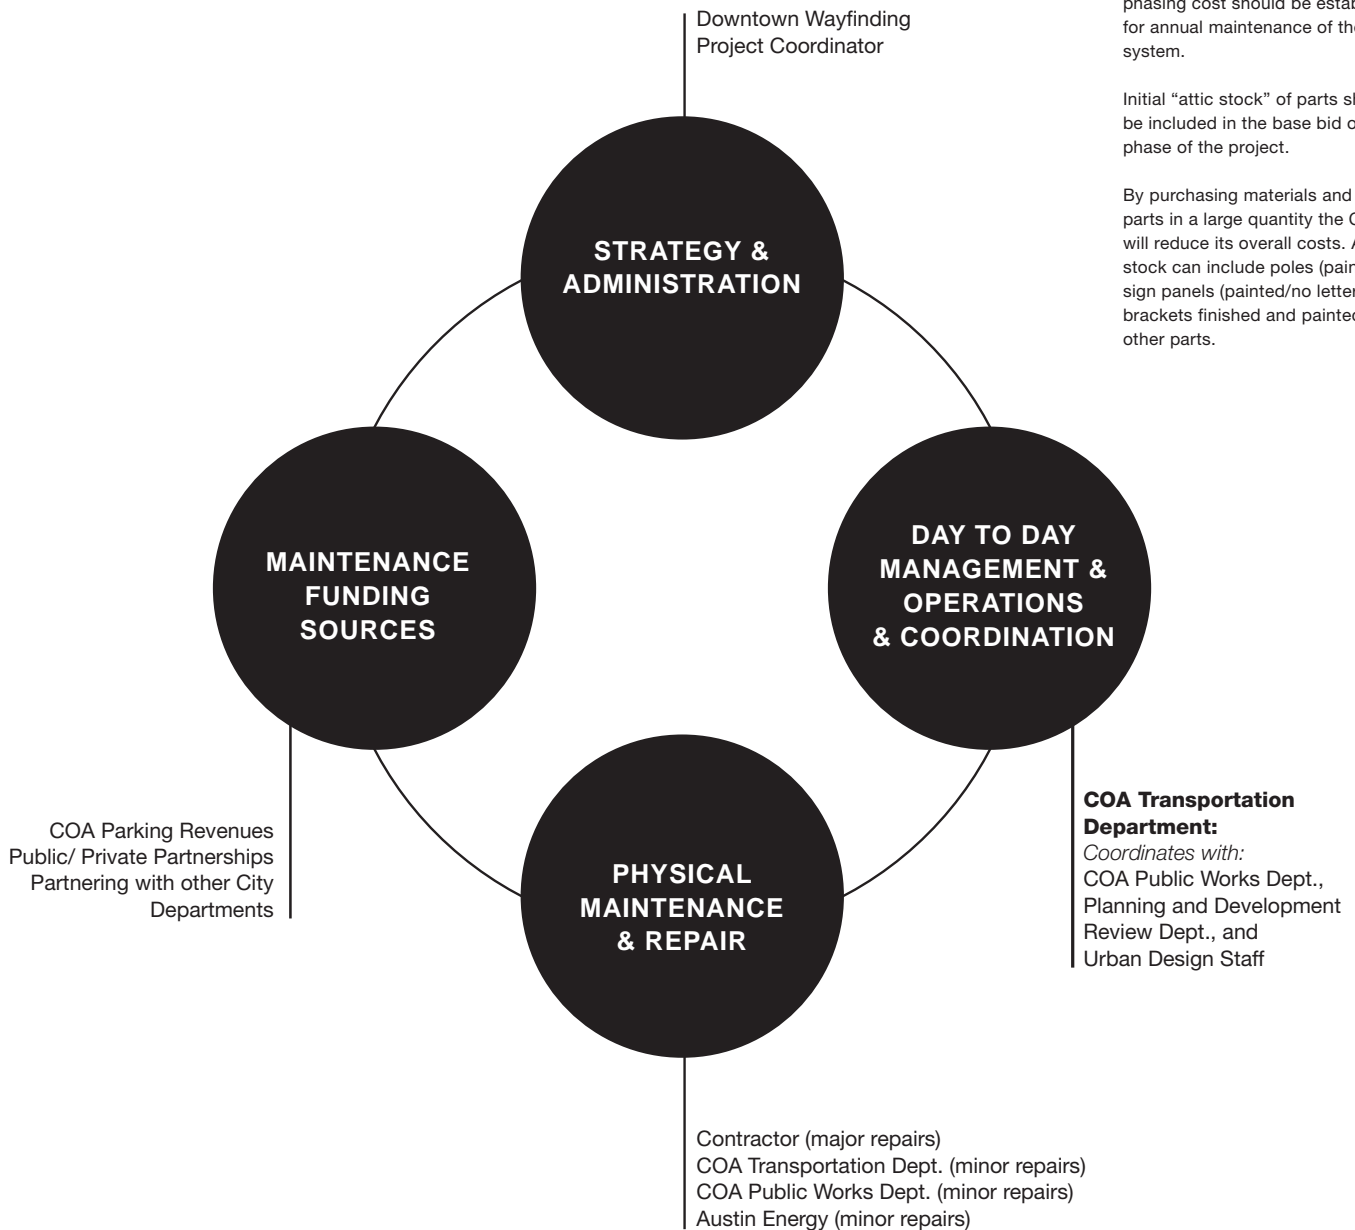 Downtown Wayfinding
Project Coordinator
phasing cost should be
for annual maintenance of
system.
Initial “attic stock” of parts
be included in the base bid
phase of the project.
By purchasing materials and
parts in a large quantity the
will reduce its overall costs.
stock can include poles
sign panels (painted/no
brackets finished and
other parts.
STRATEGY &
ADMINISTRATION
MAINTENANCE
FUNDING
SOURCES
DAY TO DAY
MANAGEMENT &
OPERATIONS
& COORDINATION
PHYSICAL
MAINTENANCE
& REPAIR
COA Parking Revenues
Public/ Private Partnerships
Partnering with other City
Departments
COA Transportation
Department:
Coordinates with:
COA Public Works Dept.,
Planning and Development
Review Dept., and
Urban Design Staff
Contractor (major repairs)
COA Transportation Dept. (minor repairs)
COA Public Works Dept. (minor repairs)
Austin Energy (minor repairs)